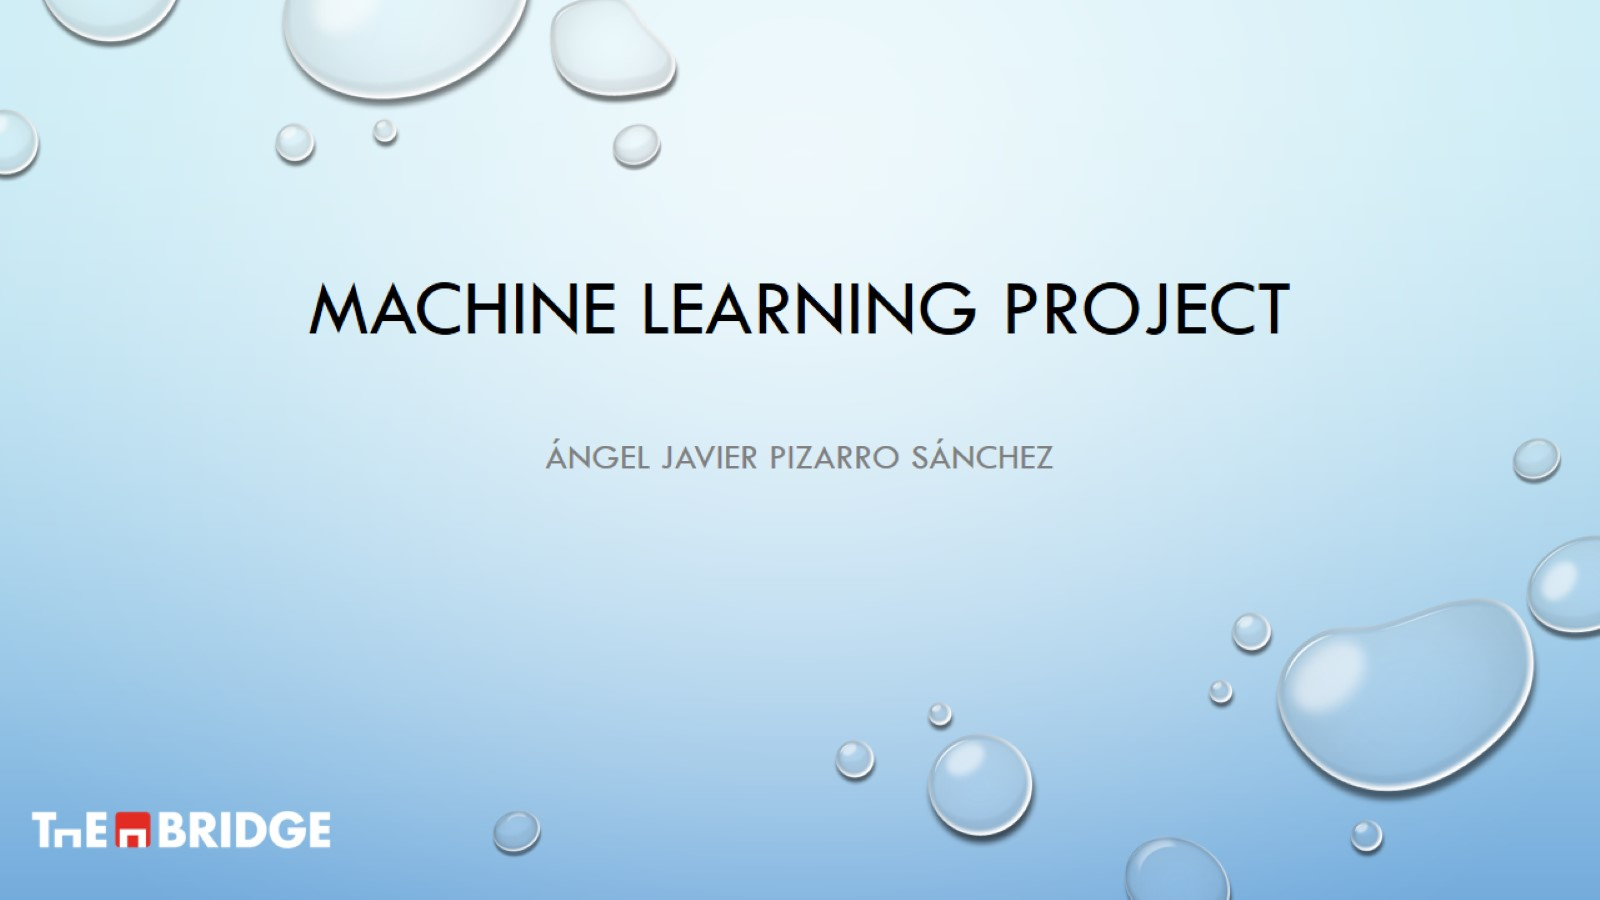 MACHINE LEARNING PROJECT
ÁNGEL JAVIER PIZARRO SÁNCHEZ
THE BRIDGE